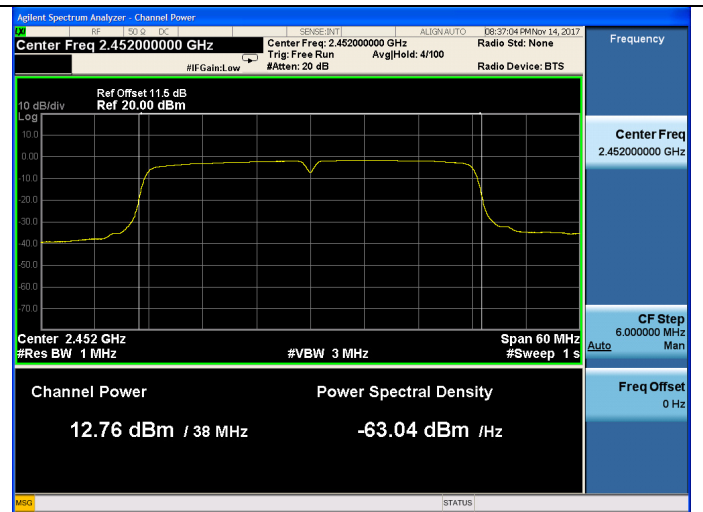 Agilent Spectrum Analyzer - Channel Power
LXI RF 50 Ω DC SENSE:INT ALIGN AUTO 08:37:04 PM Nov 14, 2017
Center Freq 2.452000000 GHz
Center Freq: 2.452000000 GHz
Radio Std: None
Trig: Free Run Avg|Hold: 4/100
#IFGain:Low
#Atten: 20 dB
Radio Device: BTS
Frequency
Ref Offset 11.5 dB
10 dB/div Ref 20.00 dBm
Log
10.0
0.00
-10.0
-20.0
-30.0
-40.0
-50.0
-60.0
-70.0
Center 2.452 GHz Span 60 MHz
#Res BW 1 MHz #VBW 3 MHz #Sweep 1 s
Center Freq
2.452000000 GHz
CF Step
6.000000 MHz
Auto Man
Freq Offset
0 Hz
Channel Power Power Spectral Density
12.76 dBm / 38 MHz -63.04 dBm /Hz
MSG STATUS